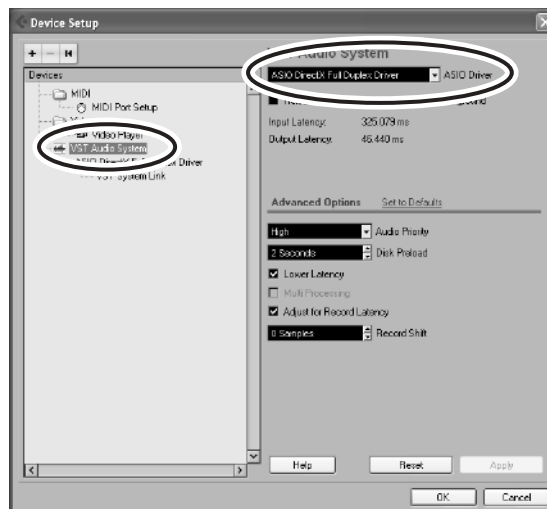 Device Setup
Devices
MIDI
MIDI Port Setup
Video Player
VST Audio System
Driver
VST System Link
Audio System
ASIO DirectX Full Duplex Driver
ASIO Driver
Input Latency: 325.079 ms
Output Latency: 46.440 ms
Advanced Options Set to Defaults
High Audio Priority
2 Seconds Disk Preload
Lower Latency
Multi Processing
Adjust for Record Latency
0 Samples Record Shift
Help Reset Apply
OK Cancel